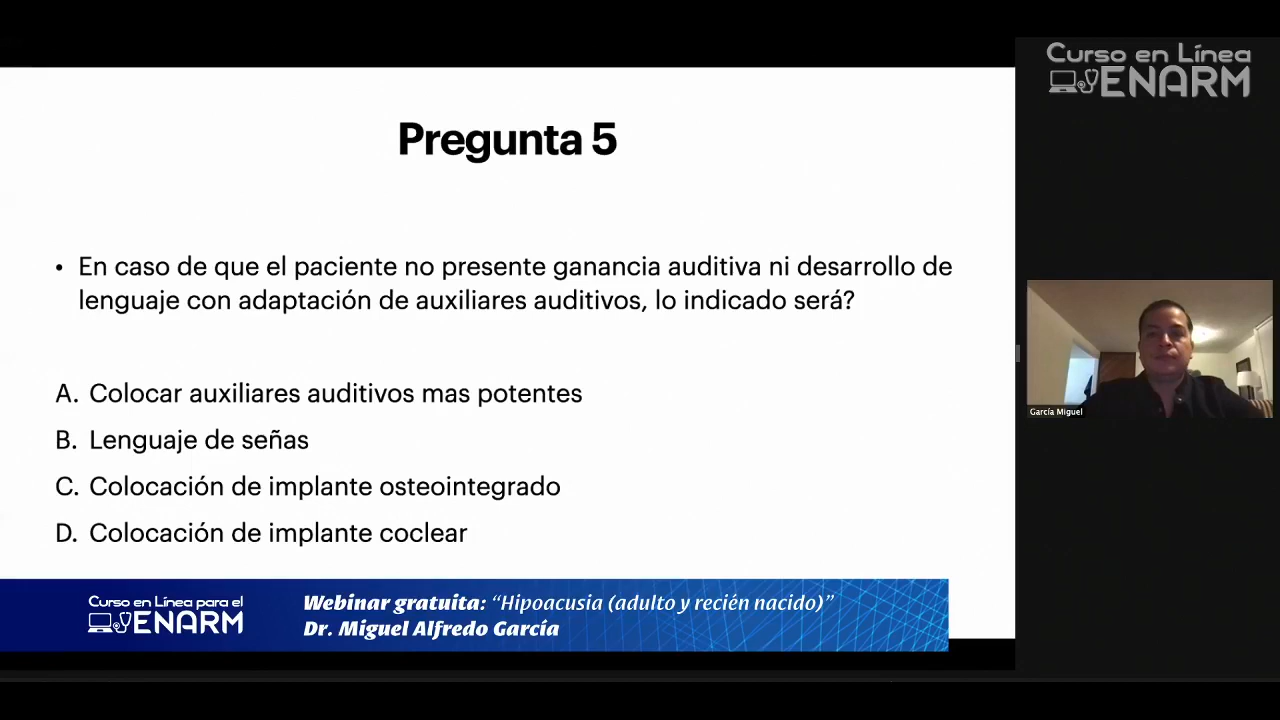 Curso en Línea
ENARM
Pregunta 5
• En caso de que el paciente no presente ganancia auditiva ni desarrollo de
lenguaje con adaptación de auxiliares auditivos, lo indicado será?
A. Colocar auxiliares auditivos mas potentes
B. Lenguaje de señas
C. Colocación de implante osteointegrado
D. Colocación de implante coclear
García Miguel
Curso en Línea para el
ENARM
Webinar gratuita: “Hipoacusia (adulto y recién nacido)”
Dr. Miguel Alfredo García